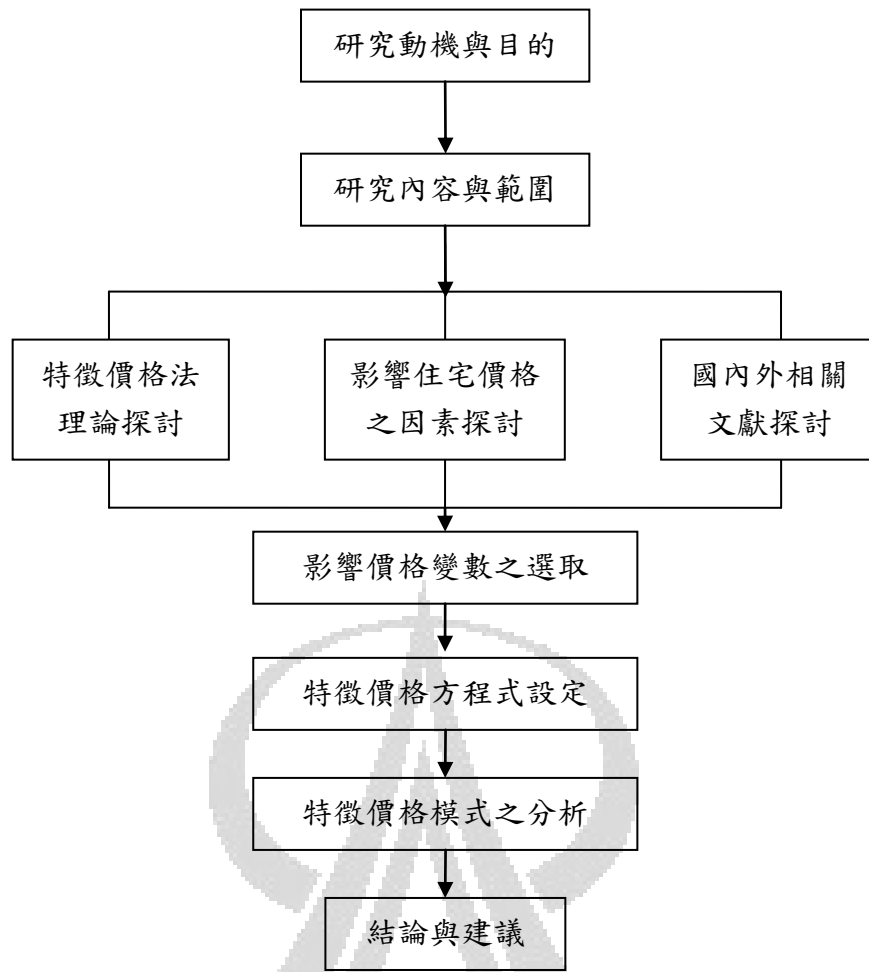 研究動機與目的
研究內容與範圍
特徵價格法
理論探討
影響住宅價格
之因素探討
國內外相關
文獻探討
影響價格變數之選取
特徵價格方程式設定
特徵價格模式之分析
結論與建議